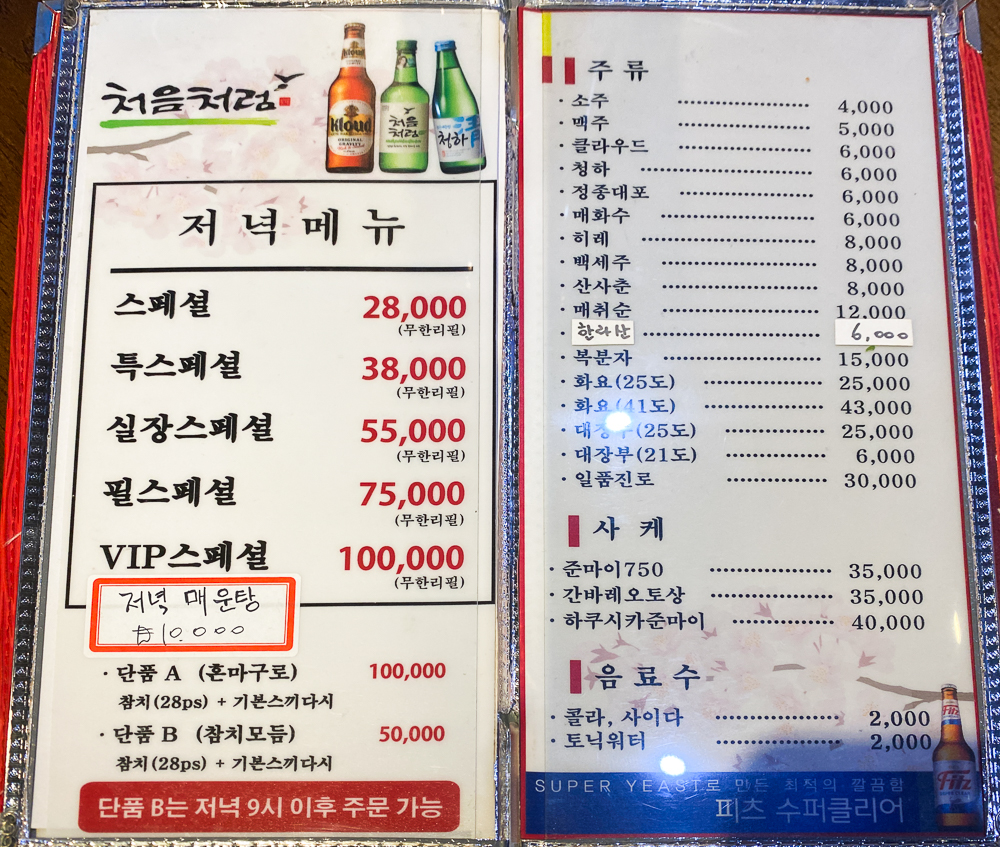 처음처럼
kloud
ORIGINAL
GRAVITY
처음
처럼
청하
저녁메뉴
스페셜 28,000
(무한리필)
특스페셜 38,000
(무한리필)
실장스페셜 55,000
(무한리필)
필스페셜 75,000
(무한리필)
VIP스페셜 100,000
(무한리필)
저녁 매운탕
₩10.000
· 단품 A (혼마구로) 100,000
참치(28ps) + 기본스끼다시
· 단품 B (참치모듬) 50,000
참치(28ps) + 기본스끼다시
단품 B는 저녁 9시 이후 주문 가능
주류
· 소주 4,000
· 맥주 5,000
· 클라우드 6,000
· 청하 6,000
· 정종대포 6,000
· 매화수 6,000
· 히레 8,000
· 백세주 8,000
· 산사춘 8,000
· 매취순 12,000
· 한라산 6,000
· 복분자 15,000
· 화요(25도) 25,000
· 화요(41도) 43,000
· 대장부(25도) 25,000
· 대장부(21도) 6,000
· 일품진로 30,000
사케
· 준마이750 35,000
· 간바레오토상 35,000
· 하쿠시카준마이 40,000
음료수
· 콜라, 사이다 2,000
· 토닉워터 2,000
SUPER YEAST로 만든 최적의 깔끔함
피츠 수퍼클리어
Fitz